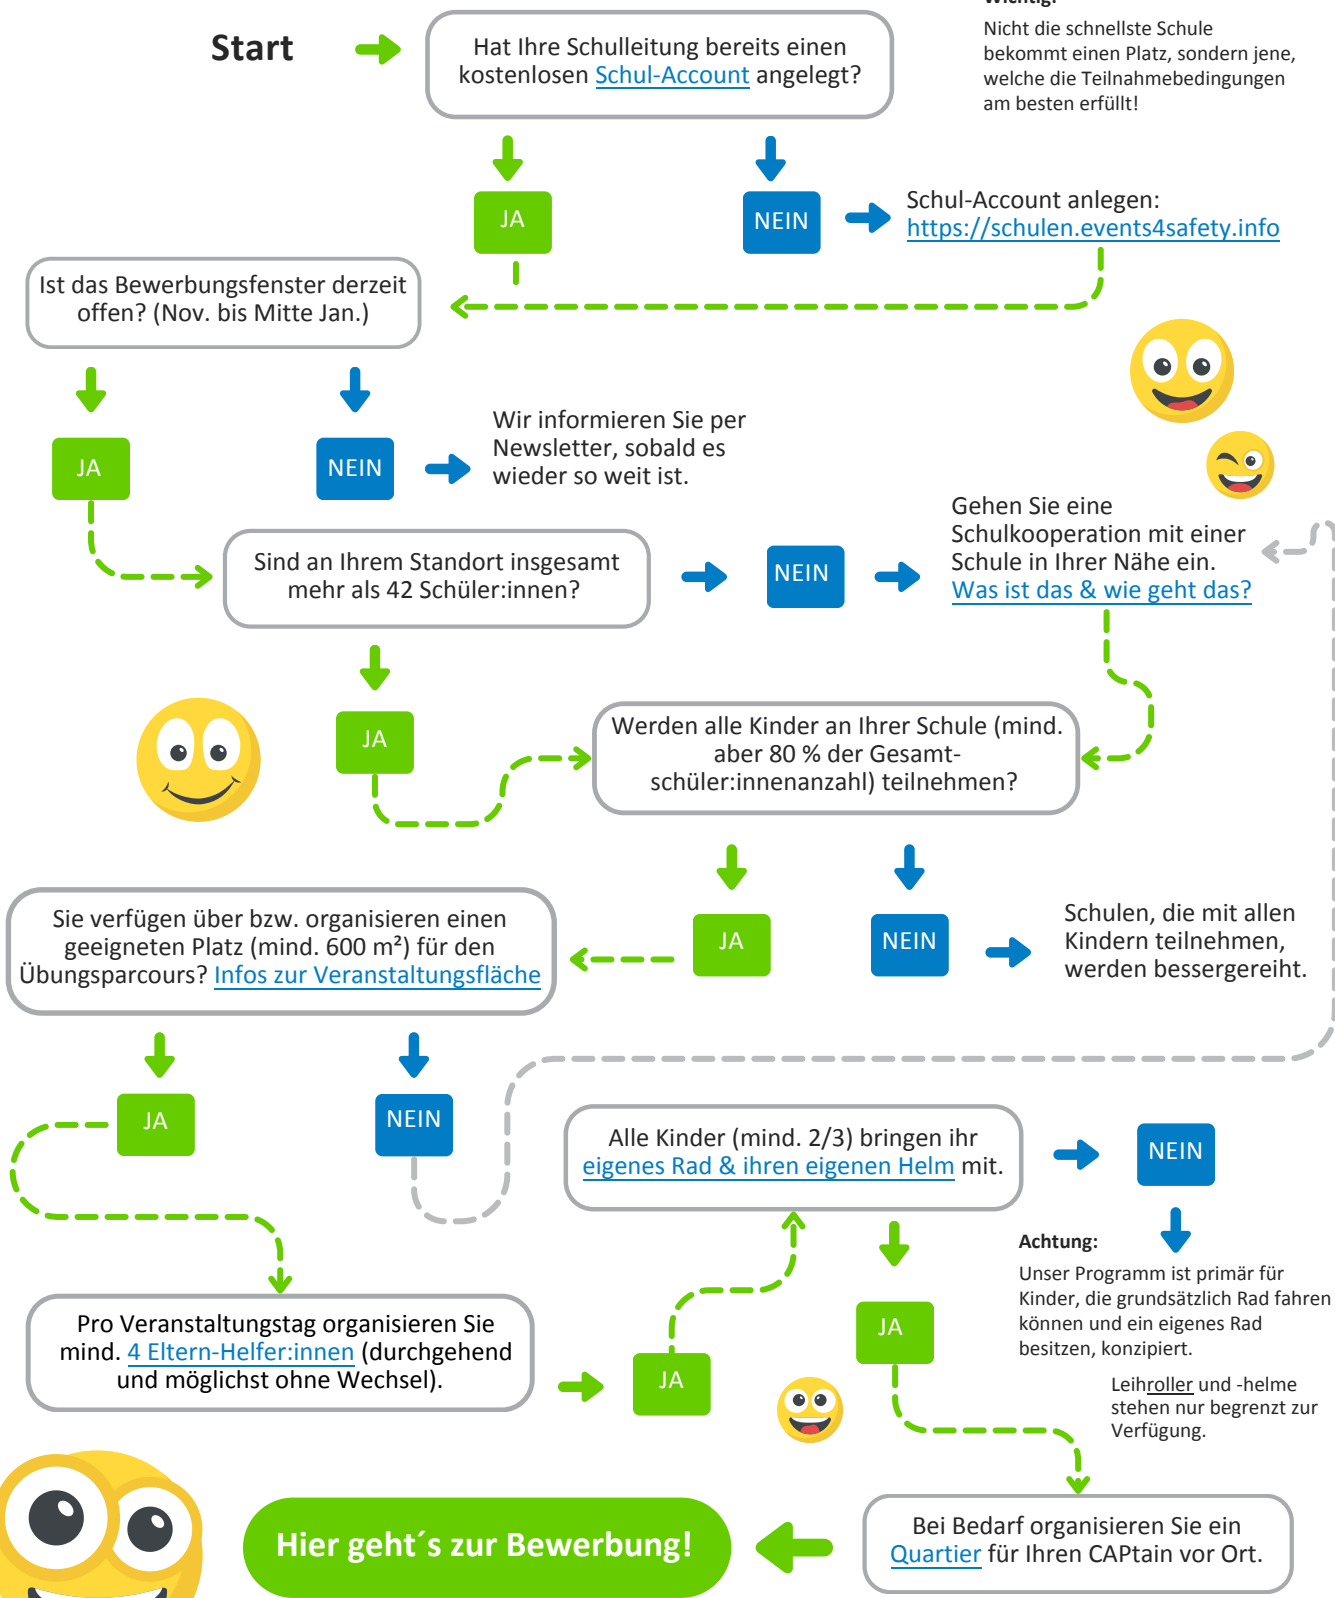 Wichtig:
Nicht die schnellste Schule
bekommt einen Platz, sondern jene,
welche die Teilnahmebedingungen
am besten erfüllt!
Start
Hat Ihre Schulleitung bereits einen
kostenlosen Schul-Account angelegt?
JA
NEIN
Schul-Account anlegen:
https://schulen.events4safety.info
Ist das Bewerbungsfenster derzeit
offen? (Nov. bis Mitte Jan.)
JA
NEIN
Wir informieren Sie per
Newsletter, sobald es
wieder so weit ist.
Sind an Ihrem Standort insgesamt
mehr als 42 Schüler:innen?
NEIN
Gehen Sie eine
Schulkooperation mit einer
Schule in Ihrer Nähe ein.
Was ist das & wie geht das?
JA
Werden alle Kinder an Ihrer Schule (mind.
aber 80 % der Gesamt-
schüler:innenanzahl) teilnehmen?
JA
NEIN
Schulen, die mit allen
Kindern teilnehmen,
werden bessergereiht.
Sie verfügen über bzw. organisieren einen
geeigneten Platz (mind. 600 m²) für den
Übungsparcours? Infos zur Veranstaltungsfläche
JA
NEIN
Alle Kinder (mind. 2/3) bringen ihr
eigenes Rad & ihren eigenen Helm mit.
NEIN
Achtung:
Unser Programm ist primär für
Kinder, die grundsätzlich Rad fahren
können und ein eigenes Rad
besitzen, konzipiert.
Leihroller und -helme
stehen nur begrenzt zur
Verfügung.
Pro Veranstaltungstag organisieren Sie
mind. 4 Eltern-Helfer:innen (durchgehend
und möglichst ohne Wechsel).
JA
JA
Bei Bedarf organisieren Sie ein
Quartier für Ihren CAPtain vor Ort.
Hier geht´s zur Bewerbung!